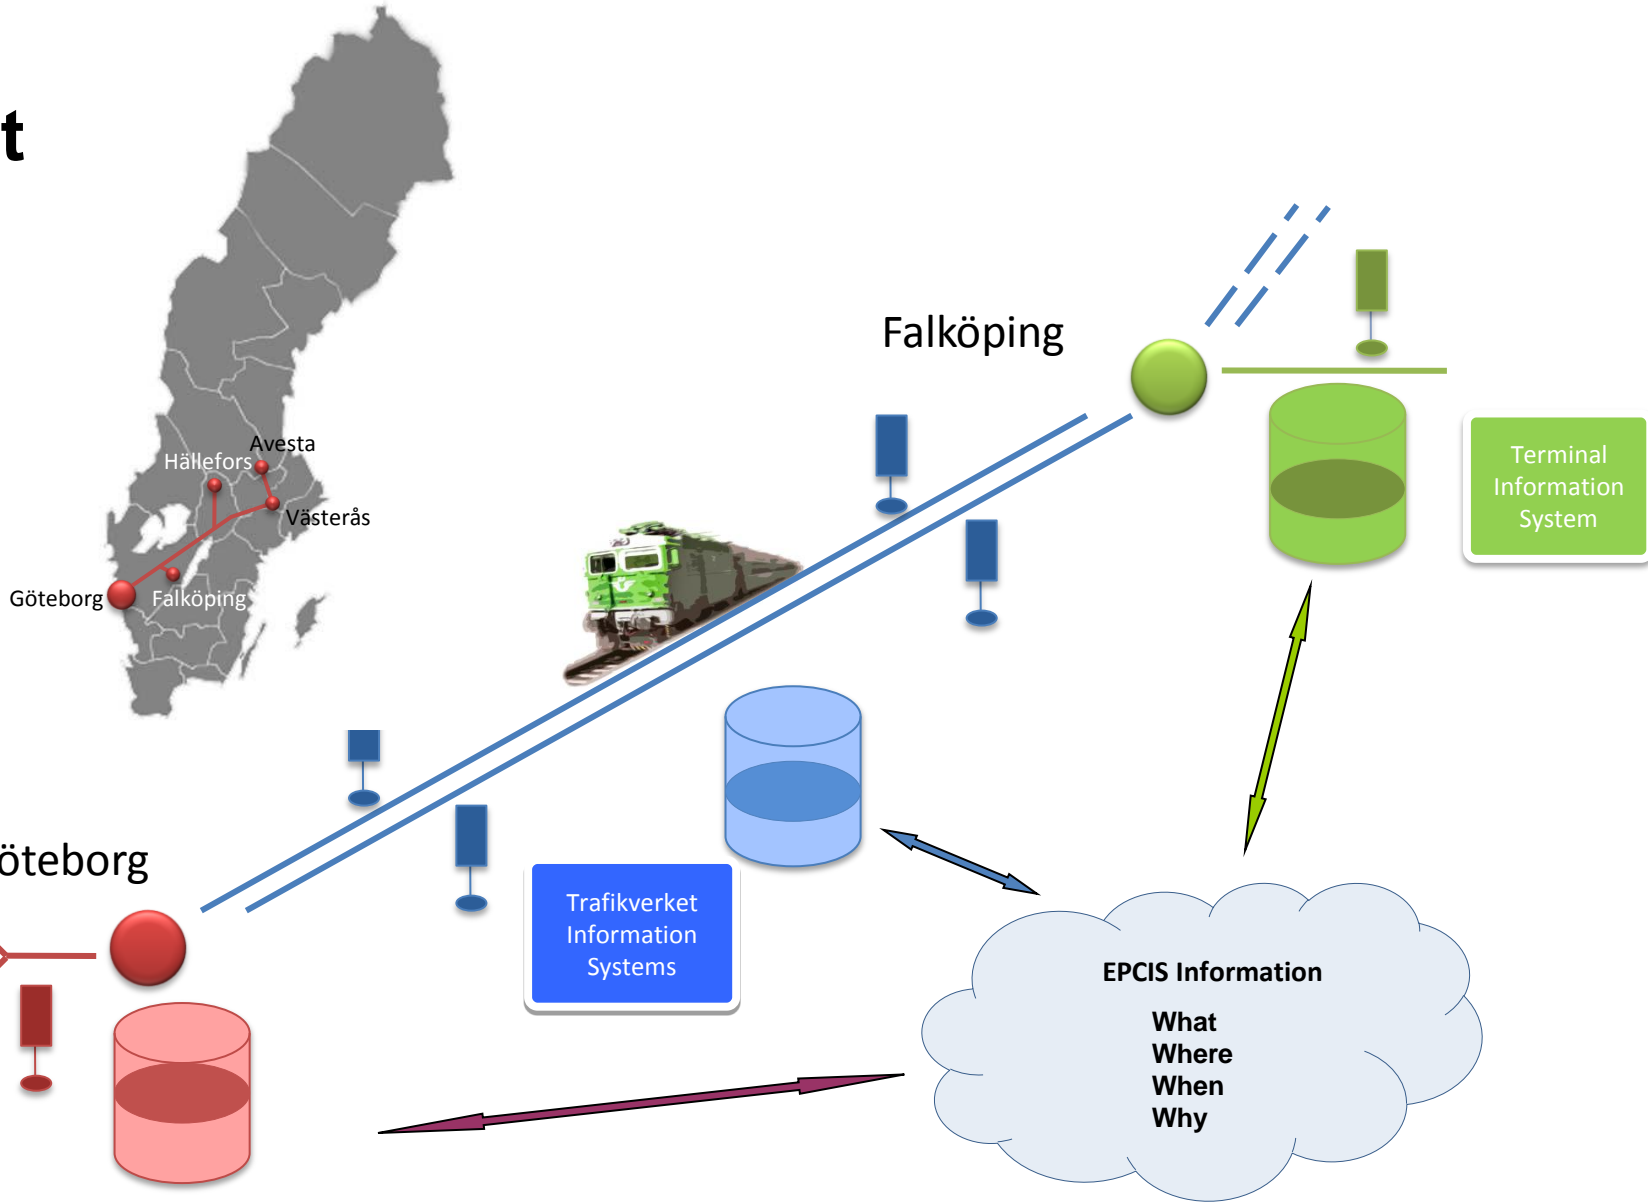 t
Avesta
Hällefors
Västerås
Göteborg
Falköping
Falköping
Terminal
Information
System
öteborg
Trafikverket
Information
Systems
EPCIS Information
What
Where
When
Why